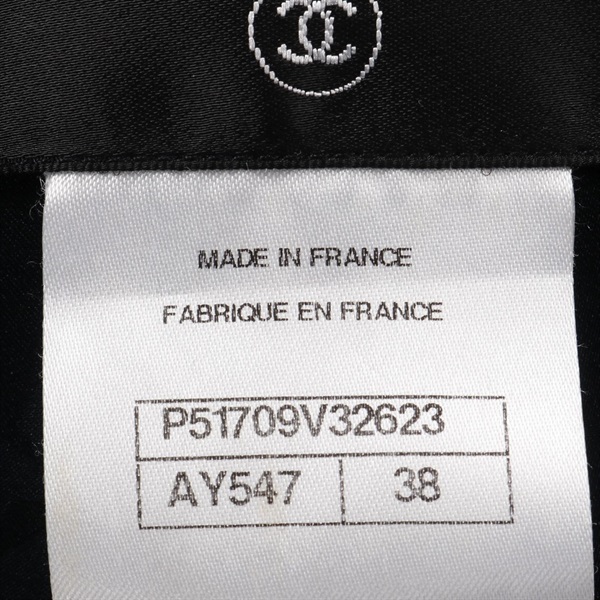 MADE IN FRANCE
FABRIQUE EN FRANCE
P51709V32623
AY547 38